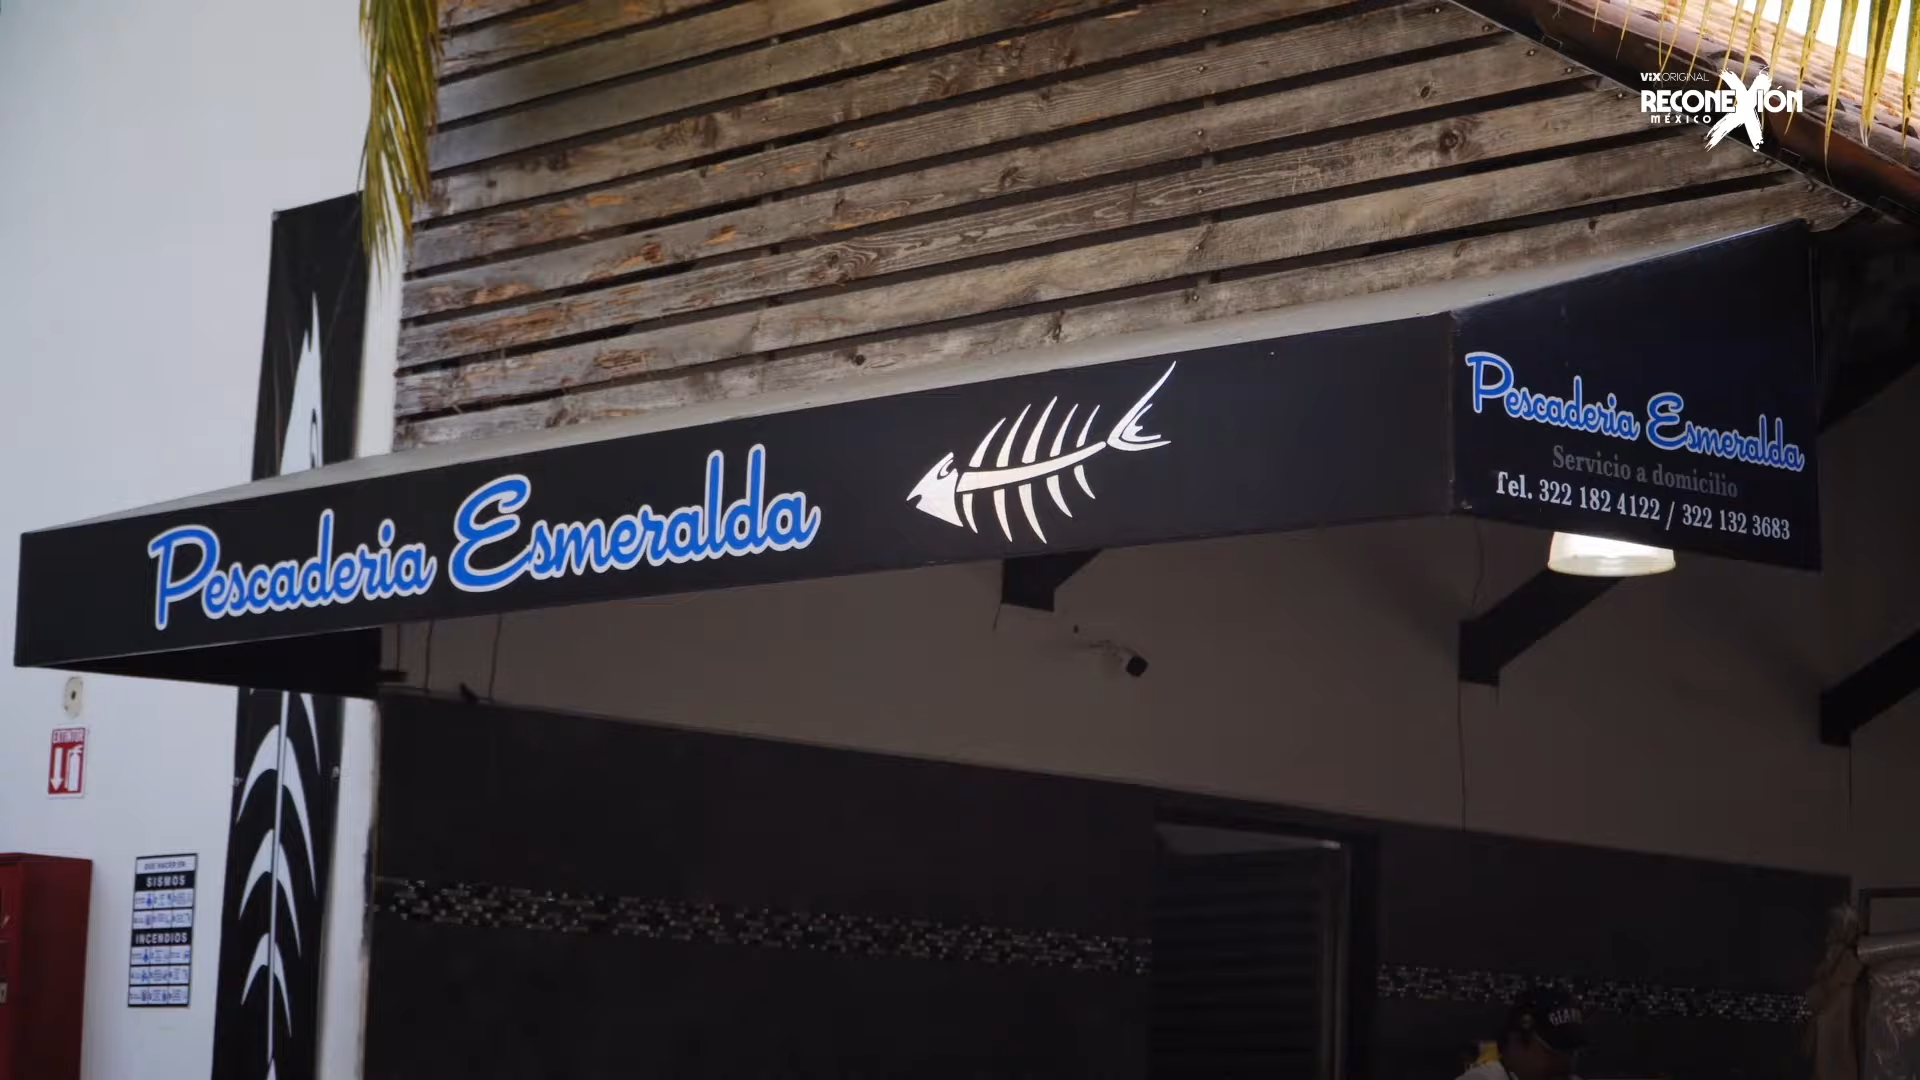 ViX ORIGINAL
RECONEXIÓN
MÉXICO
Pescaderia Esmeralda
Pescaderia Esmeralda
Servicio a domicilio
Tel. 322 182 4122 / 322 132 3683
SISMOS
INCENDIOS